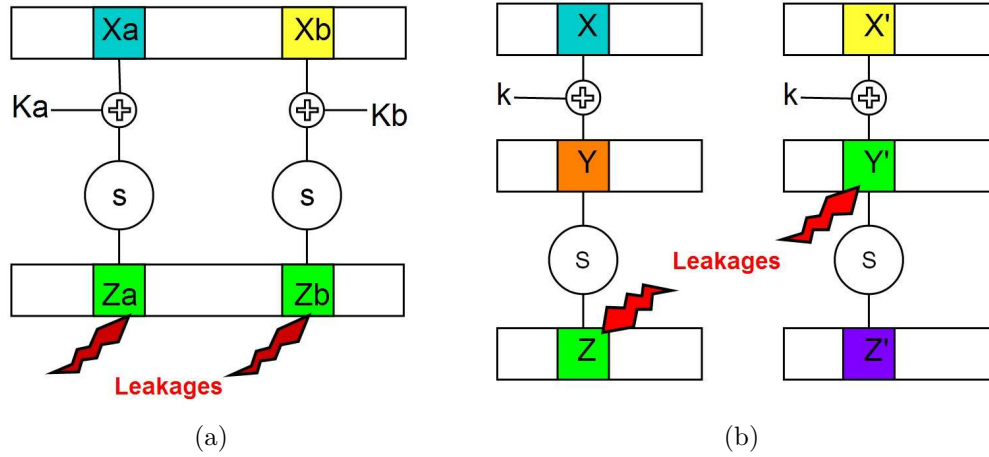 Xa Xb
Ka Kb
s s
Za Zb
Leakages
(a)
X X'
k k
Y Y'
Leakages
S S
Z Z'
(b)